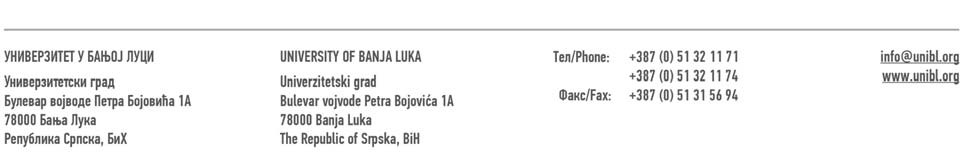 УНИВЕРЗИТЕТ У БАЊОЈ ЛУЦИ
Универзитетски град
Булевар војводе Петра Бојовића 1А
78000 Бања Лука
Република Српска, БиХ
UNIVERSITY OF BANJA LUKA
Univerzitetski grad
Bulevar vojvode Petra Bojovića 1A
78000 Banja Luka
The Republic of Srpska, BiH
Тел/Phone: +387 (0) 51 32 11 71
+387 (0) 51 32 11 74
Факс/Fax: +387 (0) 51 31 56 94
info@unibl.org
www.unibl.org